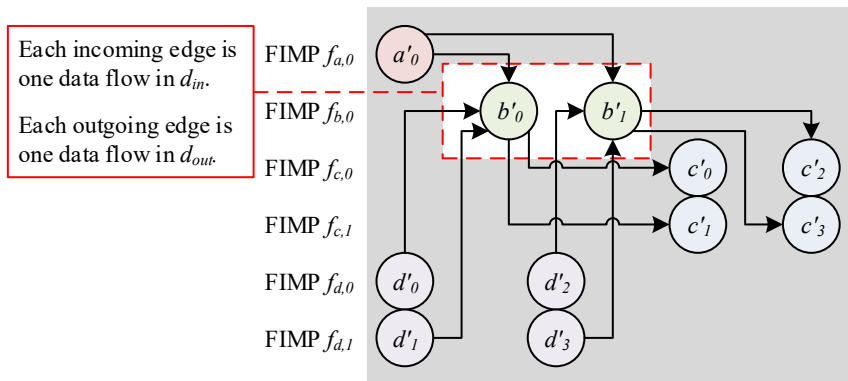 Each incoming edge is
one data flow in d_in.
Each outgoing edge is
one data flow in d_out.
FIMP f_a,0
a'_0
FIMP f_b,0
b'_0
b'_1
FIMP f_c,0
c'_0
c'_2
FIMP f_c,1
c'_1
c'_3
FIMP f_d,0
d'_0
d'_2
FIMP f_d,1
d'_1
d'_3